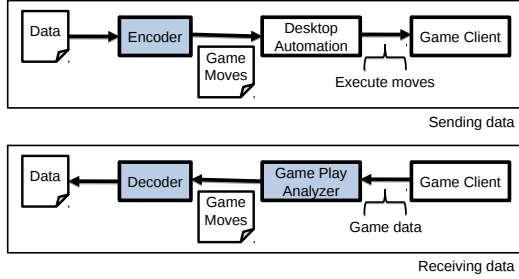 Data
Encoder
Game
Moves
Desktop
Automation
Execute moves
Game Client
Sending data
Data
Decoder
Game
Moves
Game Play
Analyzer
Game data
Game Client
Receiving data